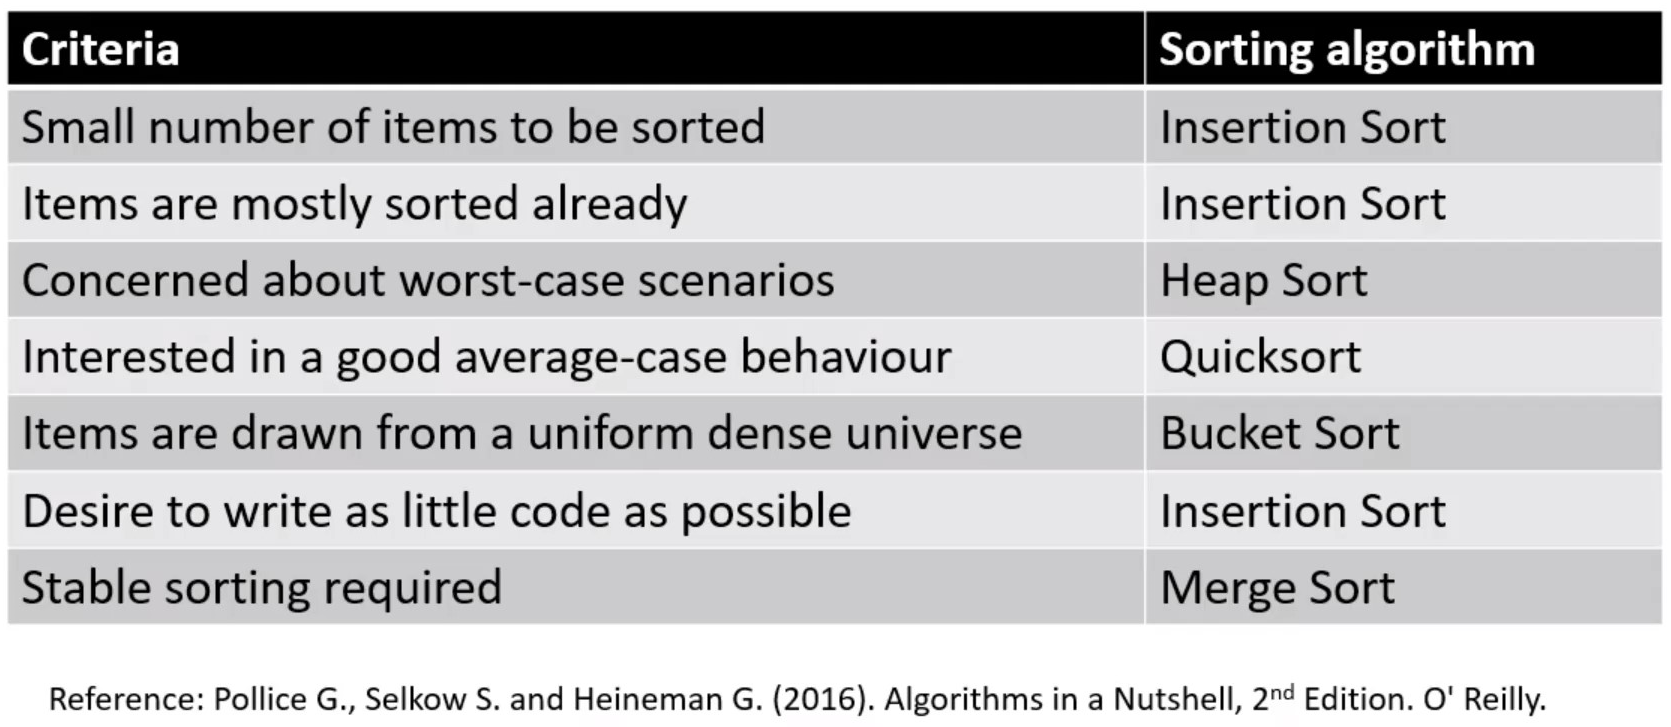 Criteria Sorting algorithm
Small number of items to be sorted Insertion Sort
Items are mostly sorted already Insertion Sort
Concerned about worst-case scenarios Heap Sort
Interested in a good average-case behaviour Quicksort
Items are drawn from a uniform dense universe Bucket Sort
Desire to write as little code as possible Insertion Sort
Stable sorting required Merge Sort
Reference: Pollice G., Selkow S. and Heineman G. (2016). Algorithms in a Nutshell, 2nd Edition. O' Reilly.